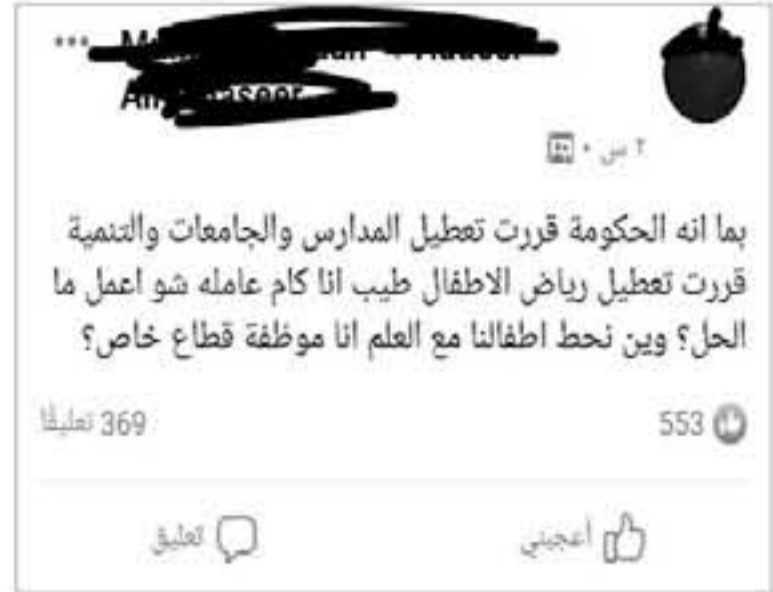 ...
٢ س ·
بما انه الحكومة قررت تعطيل المدارس والجامعات والتنمية
قررت تعطيل رياض الاطفال طيب انا كام عامله شو اعمل ما
الحل؟ وين نحط اطفالنا مع العلم انا موظفة قطاع خاص؟
553
369 تعليقًا
أعجبني
تعليق